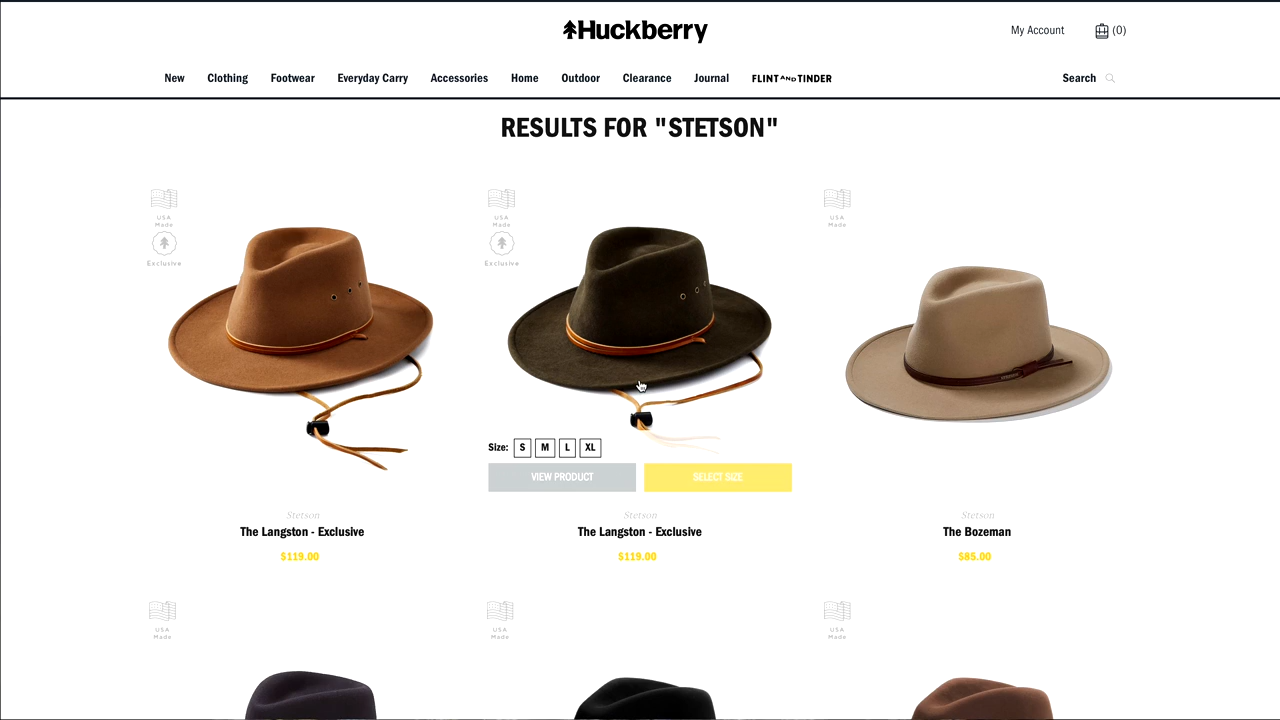 Huckberry
My Account
(0)
New Clothing Footwear Everyday Carry Accessories Home Outdoor Clearance Journal FLINT AND TINDER
Search
RESULTS FOR "STETSON"
USA
Made
Exclusive
USA
Made
Exclusive
USA
Made
Size: S M L XL
VIEW PRODUCT
SELECT SIZE
Stetson
The Langston - Exclusive
$119.00
Stetson
The Langston - Exclusive
$119.00
Stetson
The Bozeman
$85.00
USA
Made
USA
Made
USA
Made